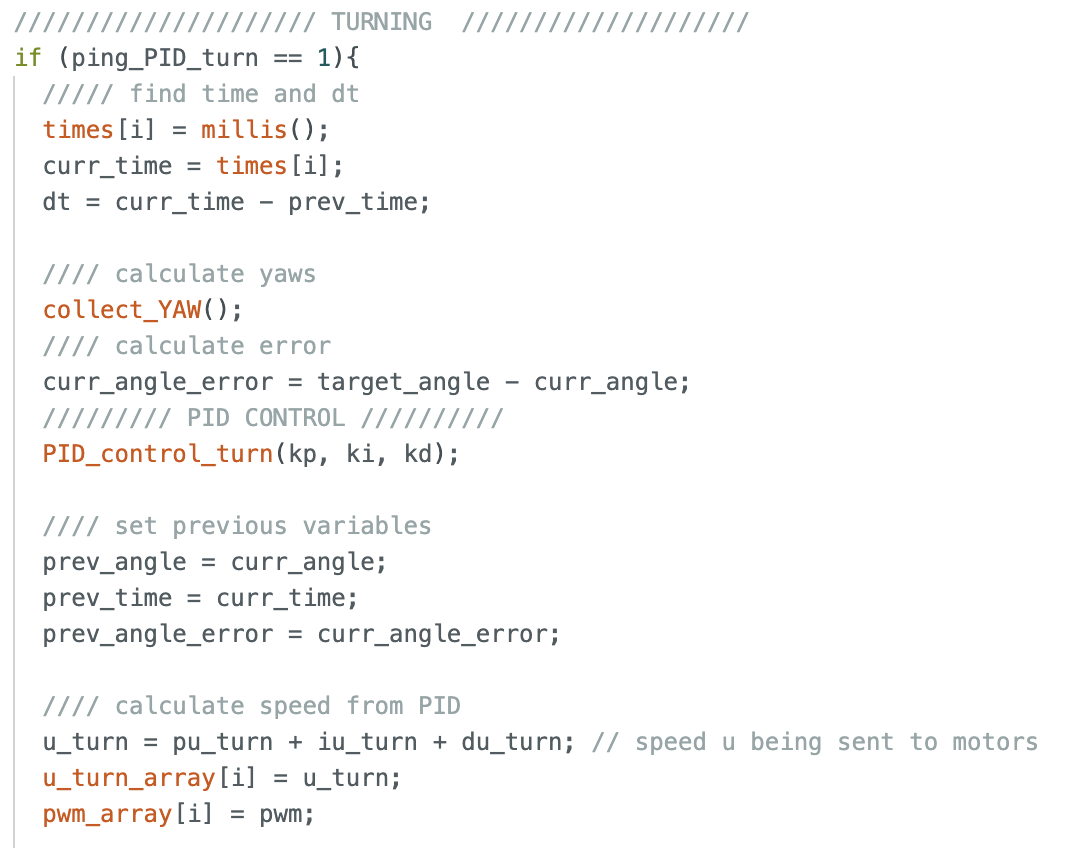 ///////////////////// TURNING  ////////////////////
if (ping_PID_turn == 1){
///// find time and dt
times[i] = millis();
curr_time = times[i];
dt = curr_time - prev_time;
//// calculate yaws
collect_YAW();
//// calculate error
curr_angle_error = target_angle - curr_angle;
///////// PID CONTROL //////////
PID_control_turn(kp, ki, kd);
//// set previous variables
prev_angle = curr_angle;
prev_time = curr_time;
prev_angle_error = curr_angle_error;
//// calculate speed from PID
u_turn = pu_turn + iu_turn + du_turn; // speed u being sent to motors
u_turn_array[i] = u_turn;
pwm_array[i] = pwm;